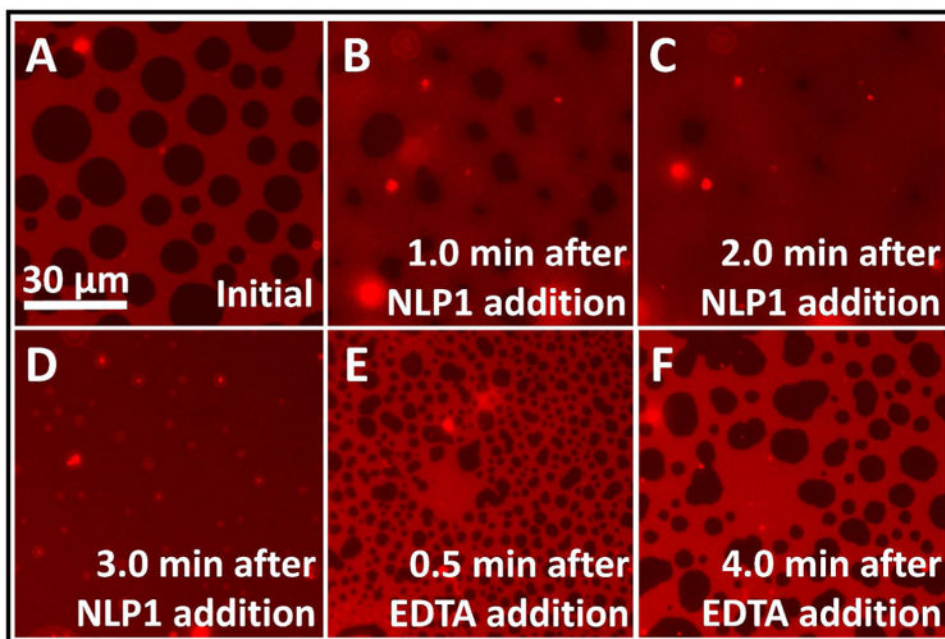 A
30 μm
Initial
B
1.0 min after
NLP1 addition
C
2.0 min after
NLP1 addition
D
3.0 min after
NLP1 addition
E
0.5 min after
EDTA addition
F
4.0 min after
EDTA addition